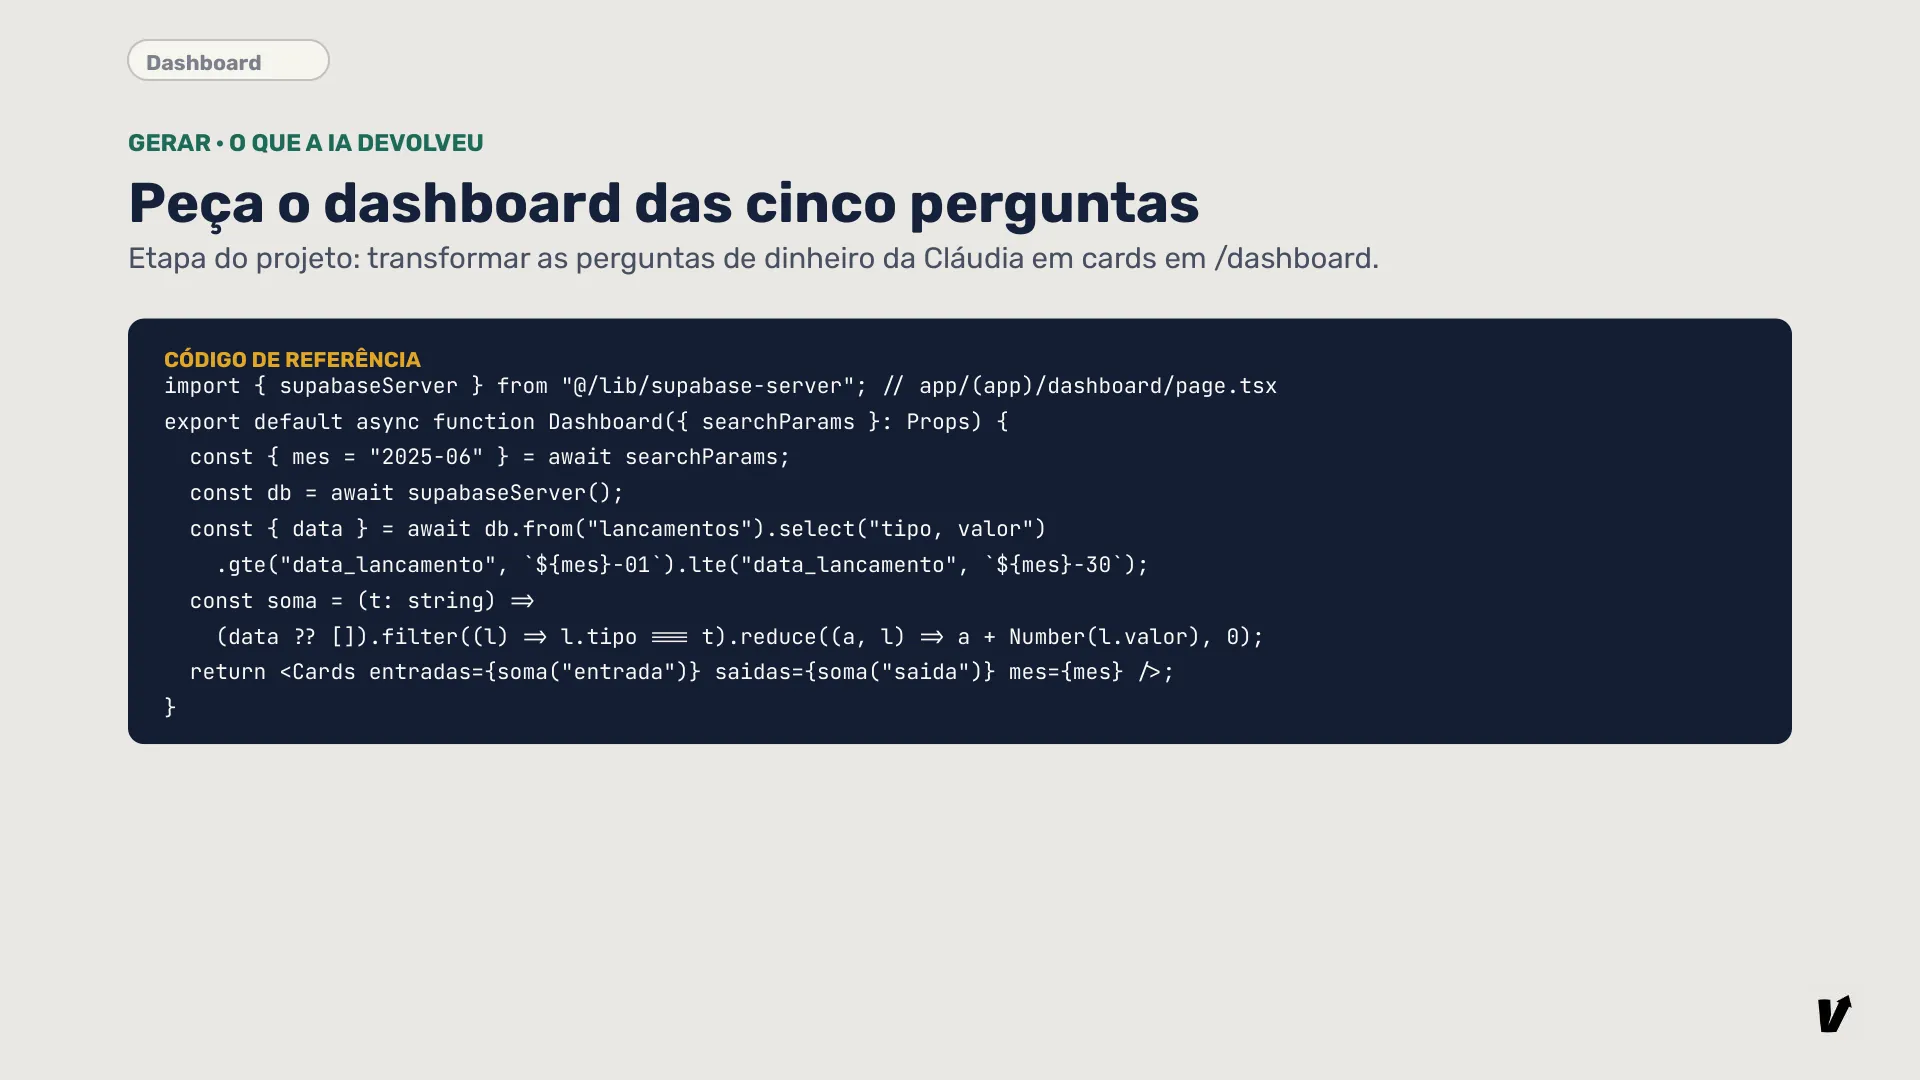 Dashboard
GERAR • O QUE A IA DEVOLVEU
Peça o dashboard das cinco perguntas
Etapa do projeto: transformar as perguntas de dinheiro da Cláudia em cards em /dashboard.
CÓDIGO DE REFERÊNCIA
import { supabaseServer } from "@/lib/supabase-server"; // app/(app)/dashboard/page.tsx
export default async function Dashboard({ searchParams }: Props) {
  const { mes = "2025-06" } = await searchParams;
  const db = await supabaseServer();
  const { data } = await db.from("lancamentos").select("tipo, valor")
    .gte("data_lancamento", `${mes}-01`).lte("data_lancamento", `${mes}-30`);
  const soma = (t: string) =>
    (data ?? []).filter((l) => l.tipo === t).reduce((a, l) => a + Number(l.valor), 0);
  return <Cards entradas={soma("entrada")} saidas={soma("saida")} mes={mes} />;
}